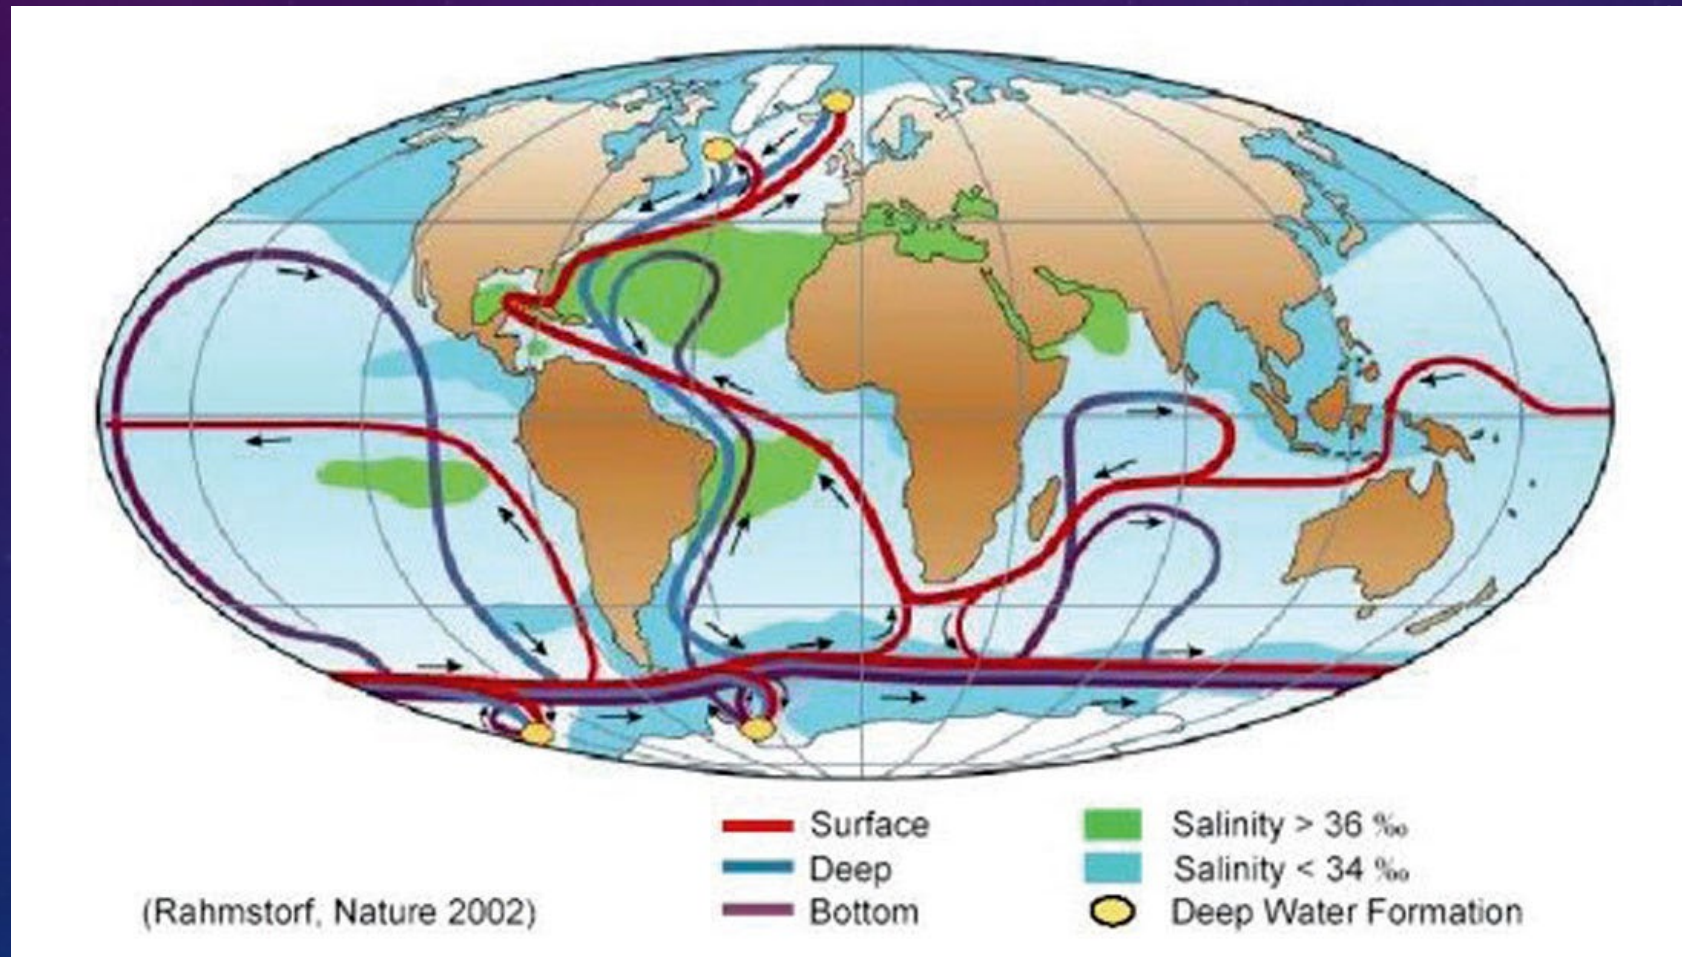 Surface
Deep
Bottom
Salinity > 36 ‰
Salinity < 34 ‰
Deep Water Formation
(Rahmstorf, Nature 2002)